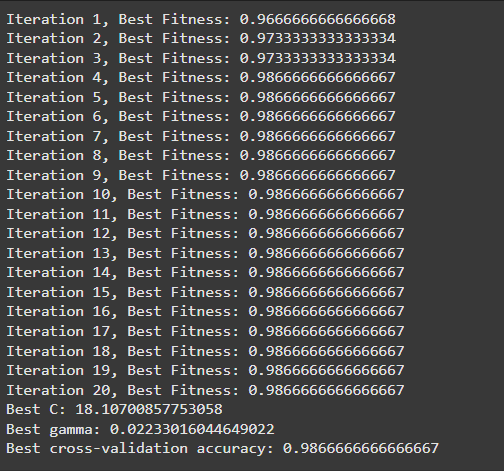 Iteration 1, Best Fitness: 0.9666666666666668
Iteration 2, Best Fitness: 0.9733333333333334
Iteration 3, Best Fitness: 0.9733333333333334
Iteration 4, Best Fitness: 0.9866666666666667
Iteration 5, Best Fitness: 0.9866666666666667
Iteration 6, Best Fitness: 0.9866666666666667
Iteration 7, Best Fitness: 0.9866666666666667
Iteration 8, Best Fitness: 0.9866666666666667
Iteration 9, Best Fitness: 0.9866666666666667
Iteration 10, Best Fitness: 0.9866666666666667
Iteration 11, Best Fitness: 0.9866666666666667
Iteration 12, Best Fitness: 0.9866666666666667
Iteration 13, Best Fitness: 0.9866666666666667
Iteration 14, Best Fitness: 0.9866666666666667
Iteration 15, Best Fitness: 0.9866666666666667
Iteration 16, Best Fitness: 0.9866666666666667
Iteration 17, Best Fitness: 0.9866666666666667
Iteration 18, Best Fitness: 0.9866666666666667
Iteration 19, Best Fitness: 0.9866666666666667
Iteration 20, Best Fitness: 0.9866666666666667
Best C: 18.10700857753058
Best gamma: 0.02233016044649022
Best cross-validation accuracy: 0.9866666666666667